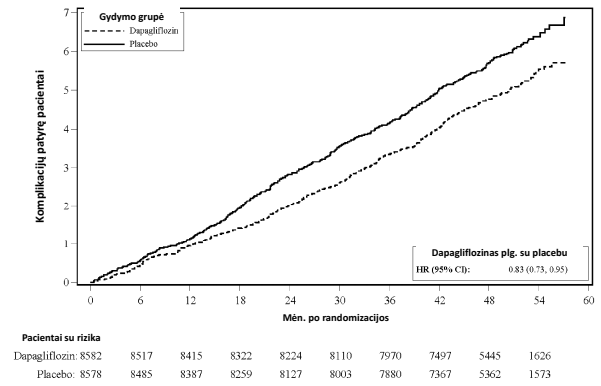 Gydymo grupė
Dapagliflozin
Placebo
Komplikacijų patyrę pacientai
7
6
5
4
3
2
1
0
Dapagliflozinas plg. su placebu
HR (95% CI): 0.83 (0.73, 0.95)
0 6 12 18 24 30 36 42 48 54 60
Mėn. po randomizacijos
Pacientai su rizika
Dapagliflozin: 8582 8517 8415 8322 8224 8110 7970 7497 5445 1626
Placebo: 8578 8485 8387 8259 8127 8003 7880 7367 5362 1573